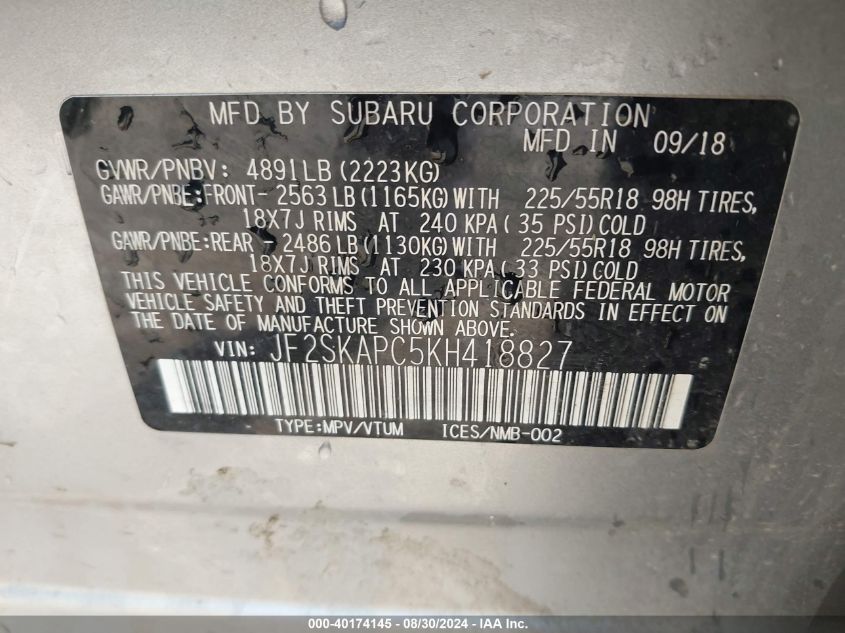 MFD BY SUBARU CORPORATION
MFD IN 09/18
GVWR/PNBV: 4891LB (2223KG)
GAWR/PNBE:FRONT- 2563 LB(1165KG)WITH 225/55R18 98H TIRES,
18X7J RIMS AT 240 KPA( 35 PSI)COLD
GAWR/PNBE:REAR - 2486 LB(1130KG)WITH 225/55R18 98H TIRES,
18X7J RIMS AT 230 KPA (33 PSI)COLD
THIS VEHICLE CONFORMS TO ALL APPLICABLE FEDERAL MOTOR
VEHICLE SAFETY AND THEFT PREVENTION STANDARDS IN EFFECT ON
THE DATE OF MANUFACTURE SHOWN ABOVE.
VIN: JF2SKAPC5KH418827
TYPE:MPV/VTUM ICES/NMB-002
000-40174145 - 08/30/2024 - IAA Inc.